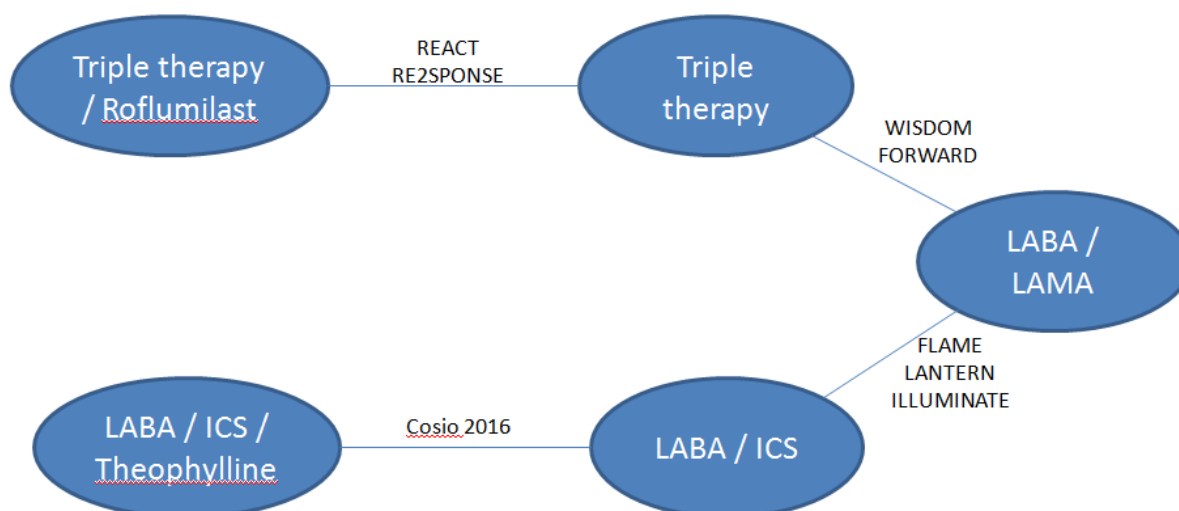 Triple therapy
/ Roflumilast
REACT
RE2SPONSE
Triple
therapy
WISDOM
FORWARD
LABA /
LAMA
FLAME
LANTERN
ILLUMINATE
LABA / ICS /
Theophylline
Cosio 2016
LABA / ICS